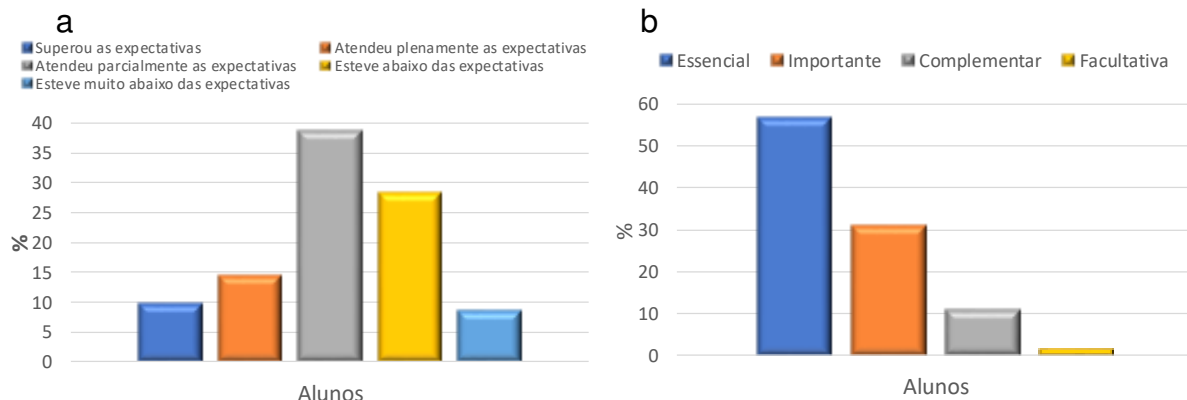 a
Superou as expectativas
Atendeu plenamente as expectativas
Atendeu parcialmente as expectativas
Esteve abaixo das expectativas
Esteve muito abaixo das expectativas
40
35
30
25
20
15
10
5
0
%
Alunos
b
Essencial
Importante
Complementar
Facultativa
60
50
40
30
20
10
0
%
Alunos